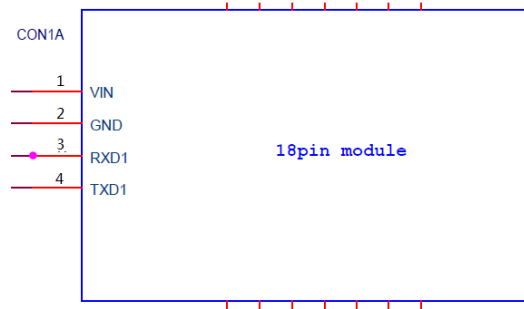 CON1A
1 VIN
2 GND
3 RXD1
4 TXD1
18pin module